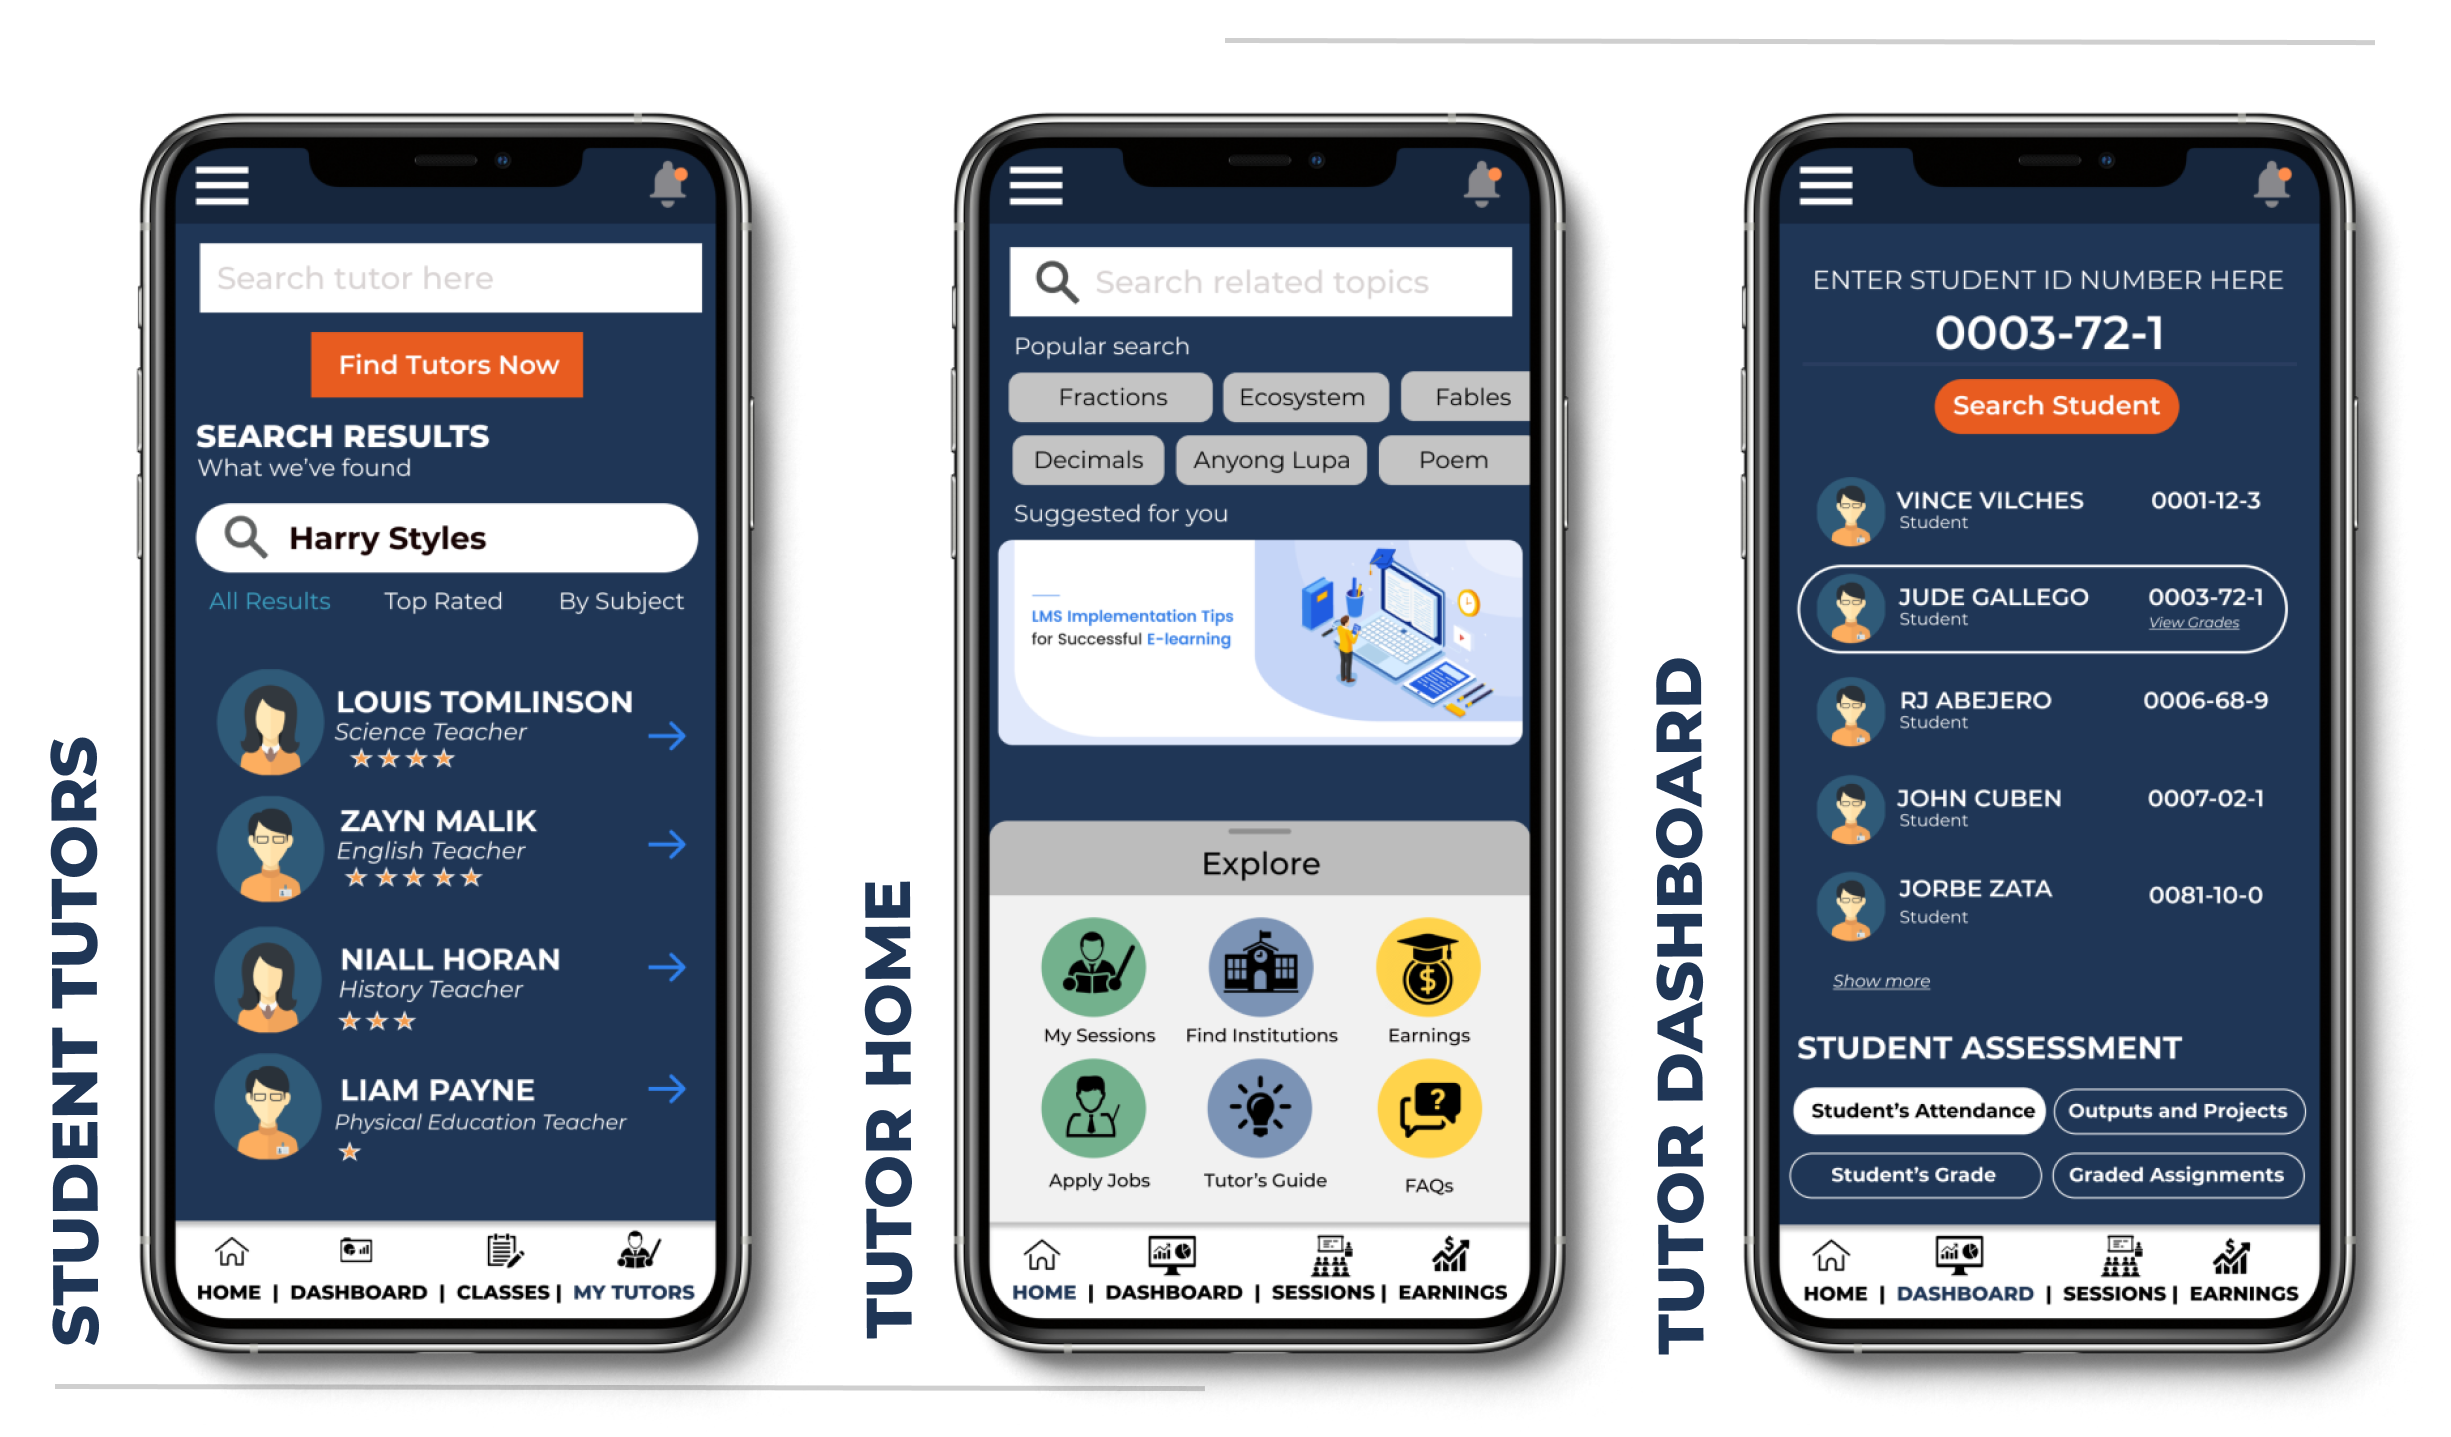 STUDENT TUTORS
Search tutor here
Find Tutors Now
SEARCH RESULTS
What we've found
Harry Styles
All Results Top Rated By Subject
LOUIS TOMLINSON
Science Teacher
ZAYN MALIK
English Teacher
NIALL HORAN
History Teacher
LIAM PAYNE
Physical Education Teacher
HOME | DASHBOARD | CLASSES | MY TUTORS
TUTOR HOME
Search related topics
Popular search
Fractions Ecosystem Fables
Decimals Anyong Lupa Poem
Suggested for you
LMS Implementation Tips
for Successful E-learning
Explore
My Sessions Find Institutions Earnings
Apply Jobs Tutor's Guide FAQs
HOME | DASHBOARD | SESSIONS | EARNINGS
TUTOR DASHBOARD
ENTER STUDENT ID NUMBER HERE
0003-72-1
Search Student
VINCE VILCHES 0001-12-3
Student
JUDE GALLEGO 0003-72-1
Student View Grades
RJ ABEJERO 0006-68-9
Student
JOHN CUBEN 0007-02-1
Student
JORBE ZATA 0081-10-0
Student
Show more
STUDENT ASSESSMENT
Student's Attendance Outputs and Projects
Student's Grade Graded Assignments
HOME | DASHBOARD | SESSIONS | EARNINGS